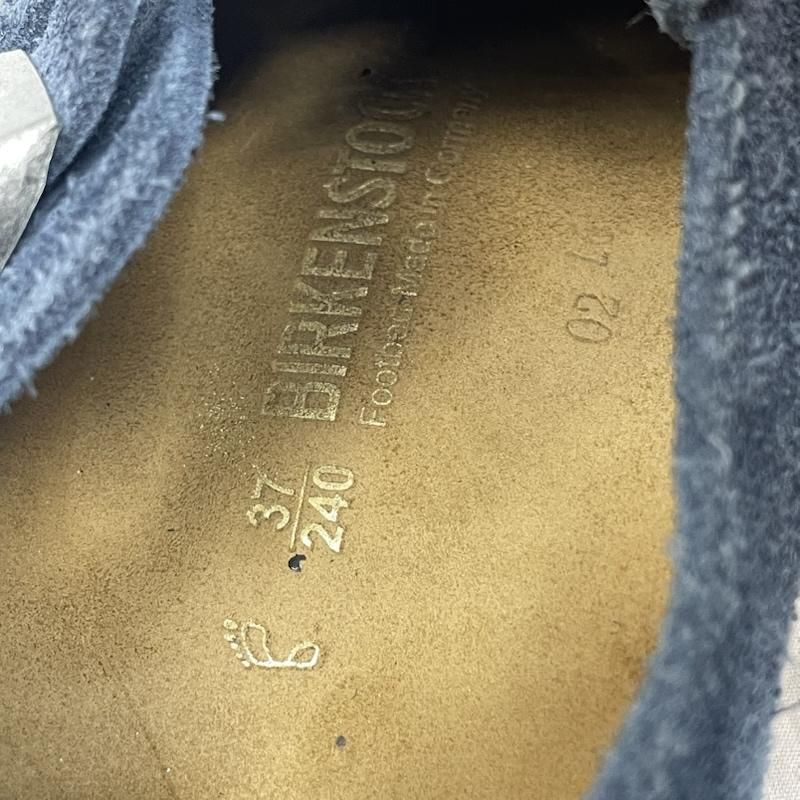 BIRKENSTOCK
Footbed Made in Germany
37
240
02